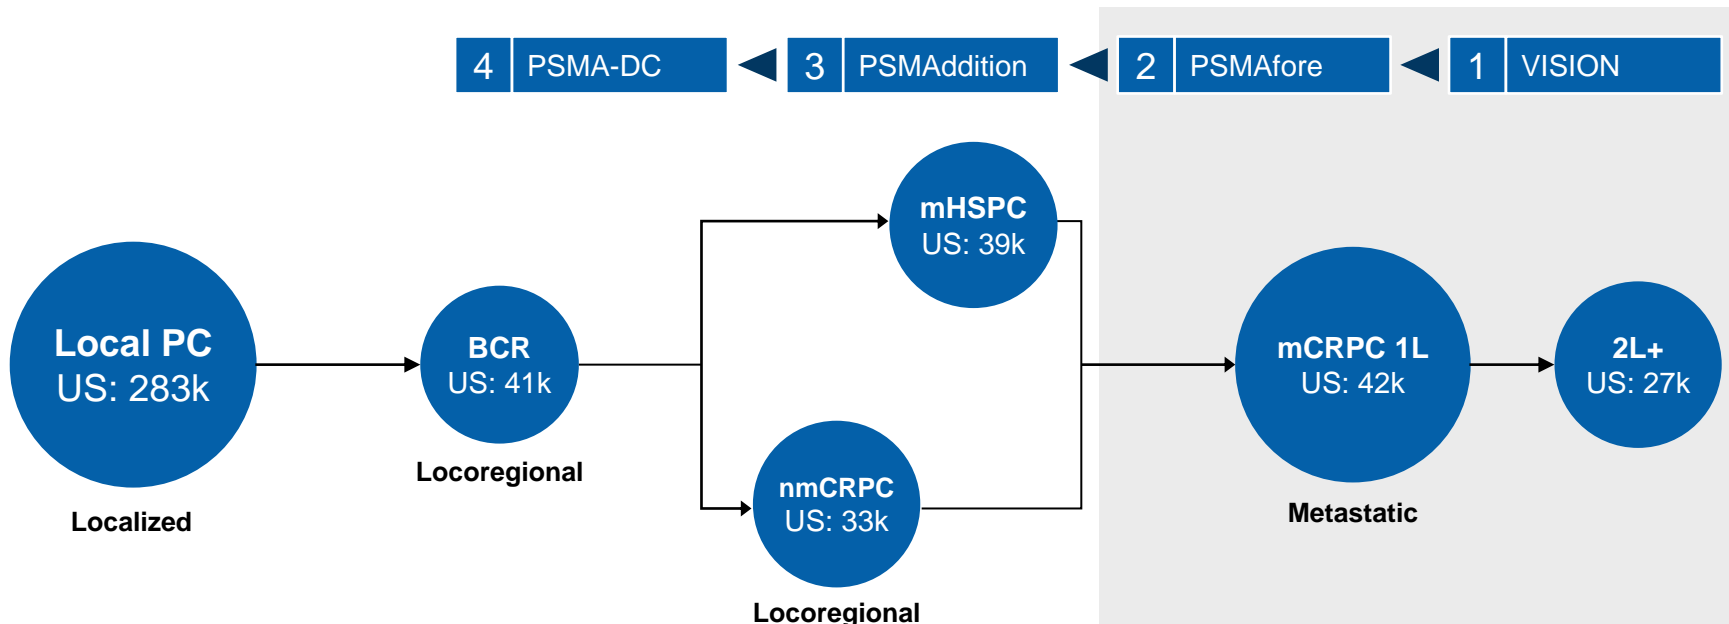 4 PSMA-DC
3 PSMAddition
2 PSMAfore
1 VISION
Local PC
US: 283k
Localized
BCR
US: 41k
Locoregional
mHSPC
US: 39k
nmCRPC
US: 33k
Locoregional
mCRPC 1L
US: 42k
Metastatic
2L+
US: 27k